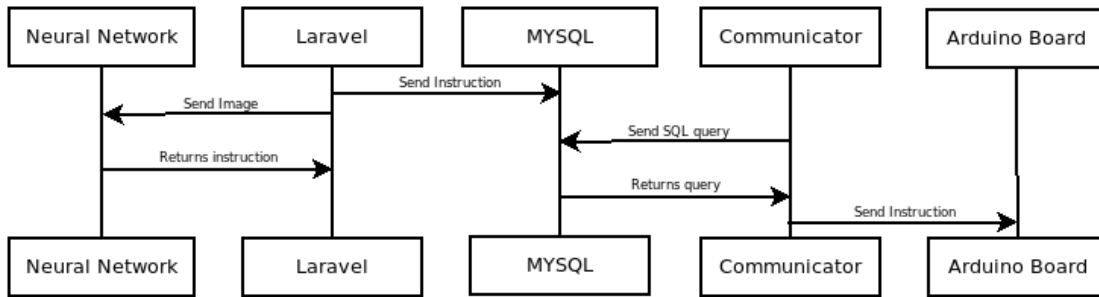 Neural Network
Laravel
MYSQL
Communicator
Arduino Board
Send Instruction
Send Image
Send SQL query
Returns instruction
Returns query
Send Instruction
Neural Network
Laravel
MYSQL
Communicator
Arduino Board